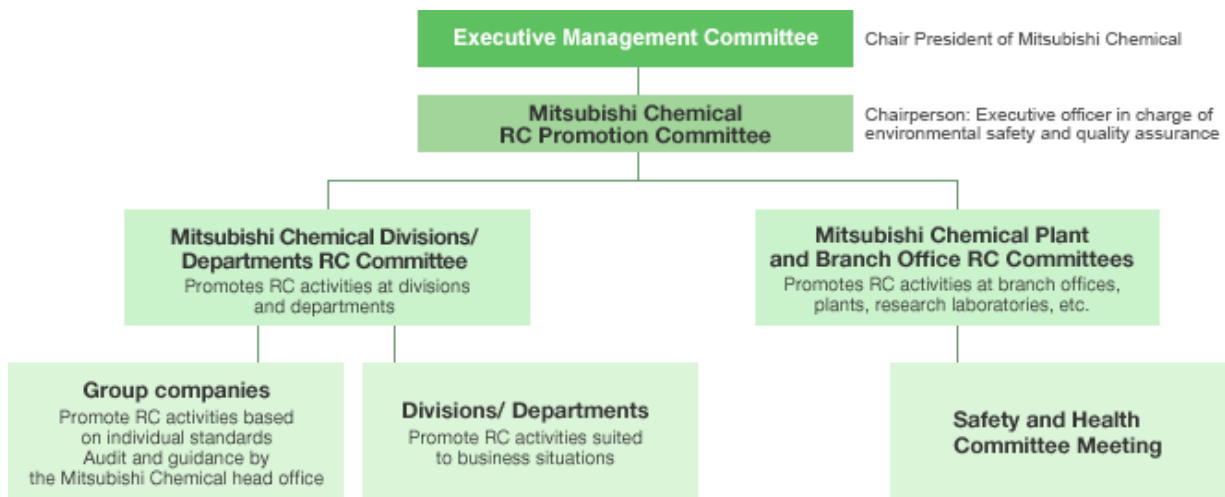 Executive Management Committee
Chair President of Mitsubishi Chemical
Mitsubishi Chemical
RC Promotion Committee
Chairperson: Executive officer in charge of
environmental safety and quality assurance
Mitsubishi Chemical Divisions/
Departments RC Committee
Promotes RC activities at divisions
and departments
Mitsubishi Chemical Plant
and Branch Office RC Committees
Promotes RC activities at branch offices,
plants, research laboratories, etc.
Group companies
Promote RC activities based
on individual standards
Audit and guidance by
the Mitsubishi Chemical head office
Divisions/ Departments
Promote RC activities suited
to business situations
Safety and Health
Committee Meeting